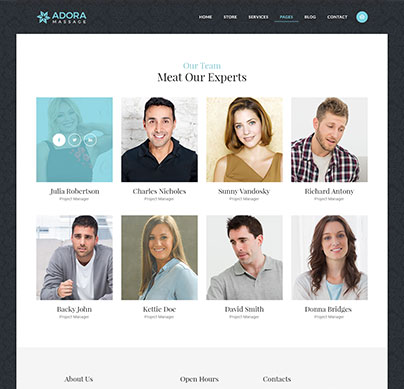 ADORA
MASSAGE
HOME STORE SERVICES PAGES BLOG CONTACT
Our Team
Meat Our Experts
Julia Robertson Charles Nicholes Sunny Vandosky Richard Antony
Project Manager Project Manager Project Manager Project Manager
Backy John Kettie Doe David Smith Donna Bridges
Project Manager Project Manager Project Manager Project Manager
About Us Open Hours Contacts